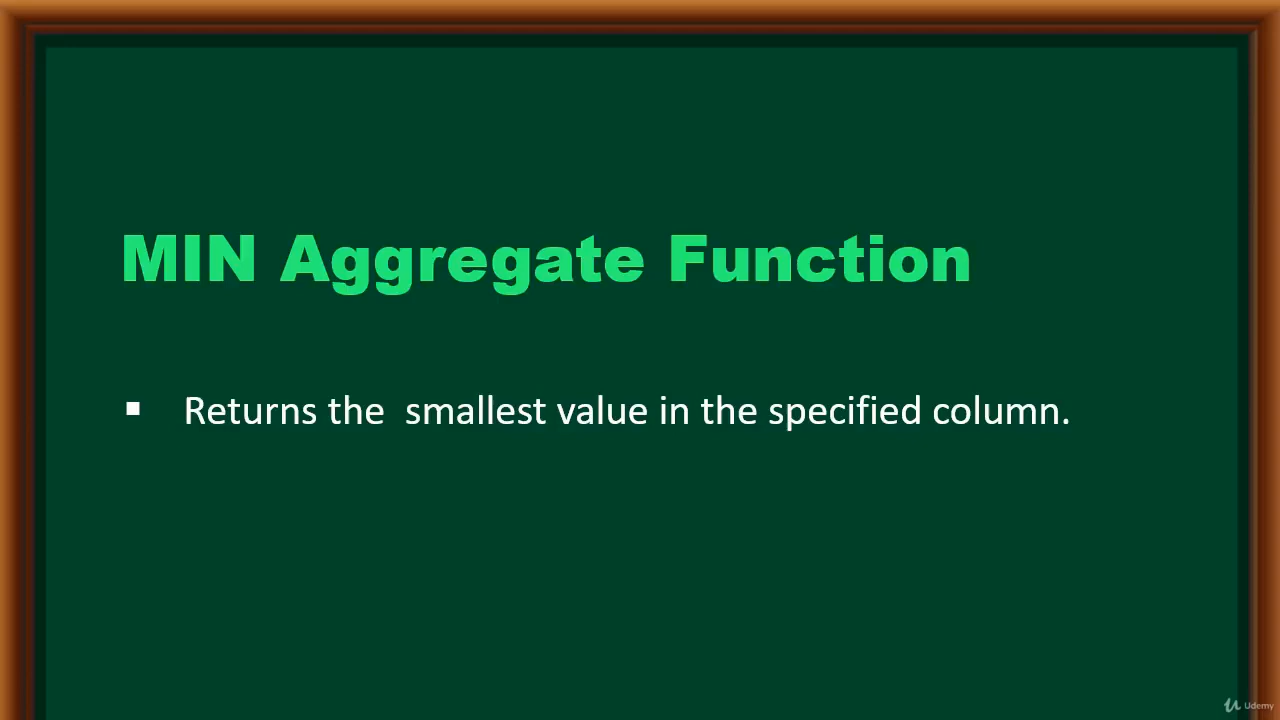 MIN Aggregate Function
▪ Returns the  smallest value in the specified column.
Udemy